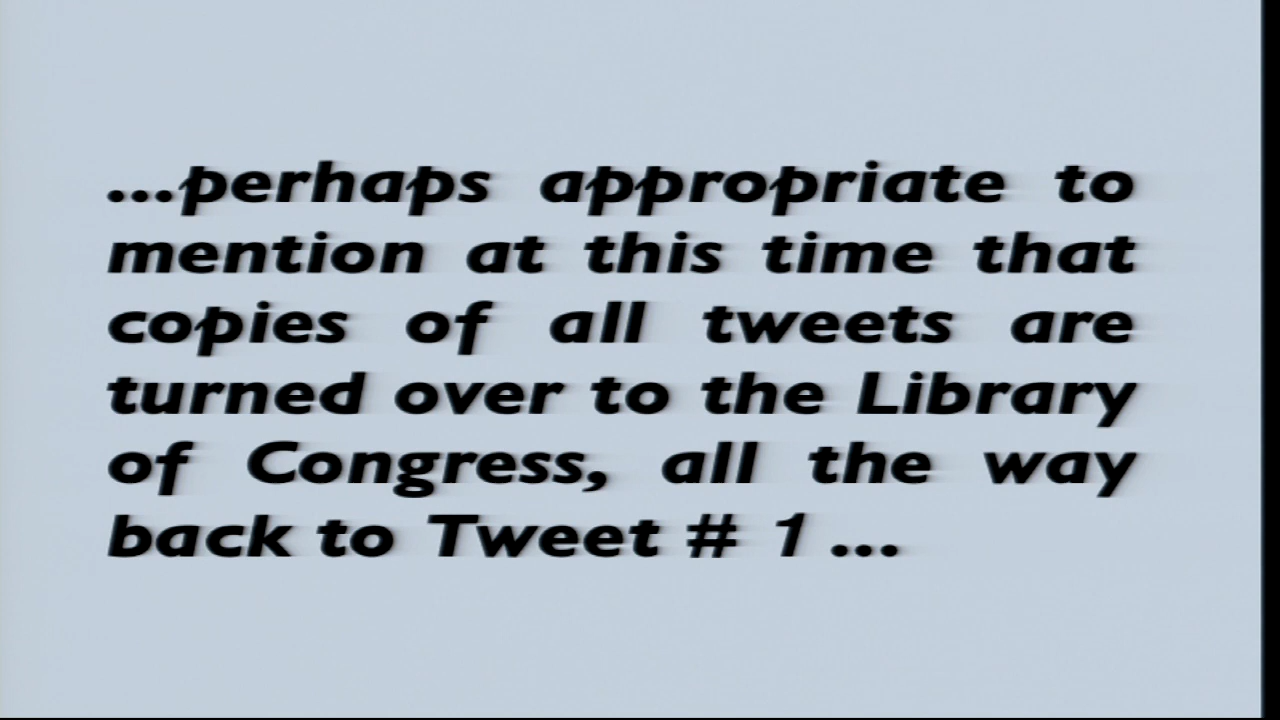 ...perhaps appropriate to
mention at this time that
copies of all tweets are
turned over to the Library
of Congress, all the way
back to Tweet # 1 ...